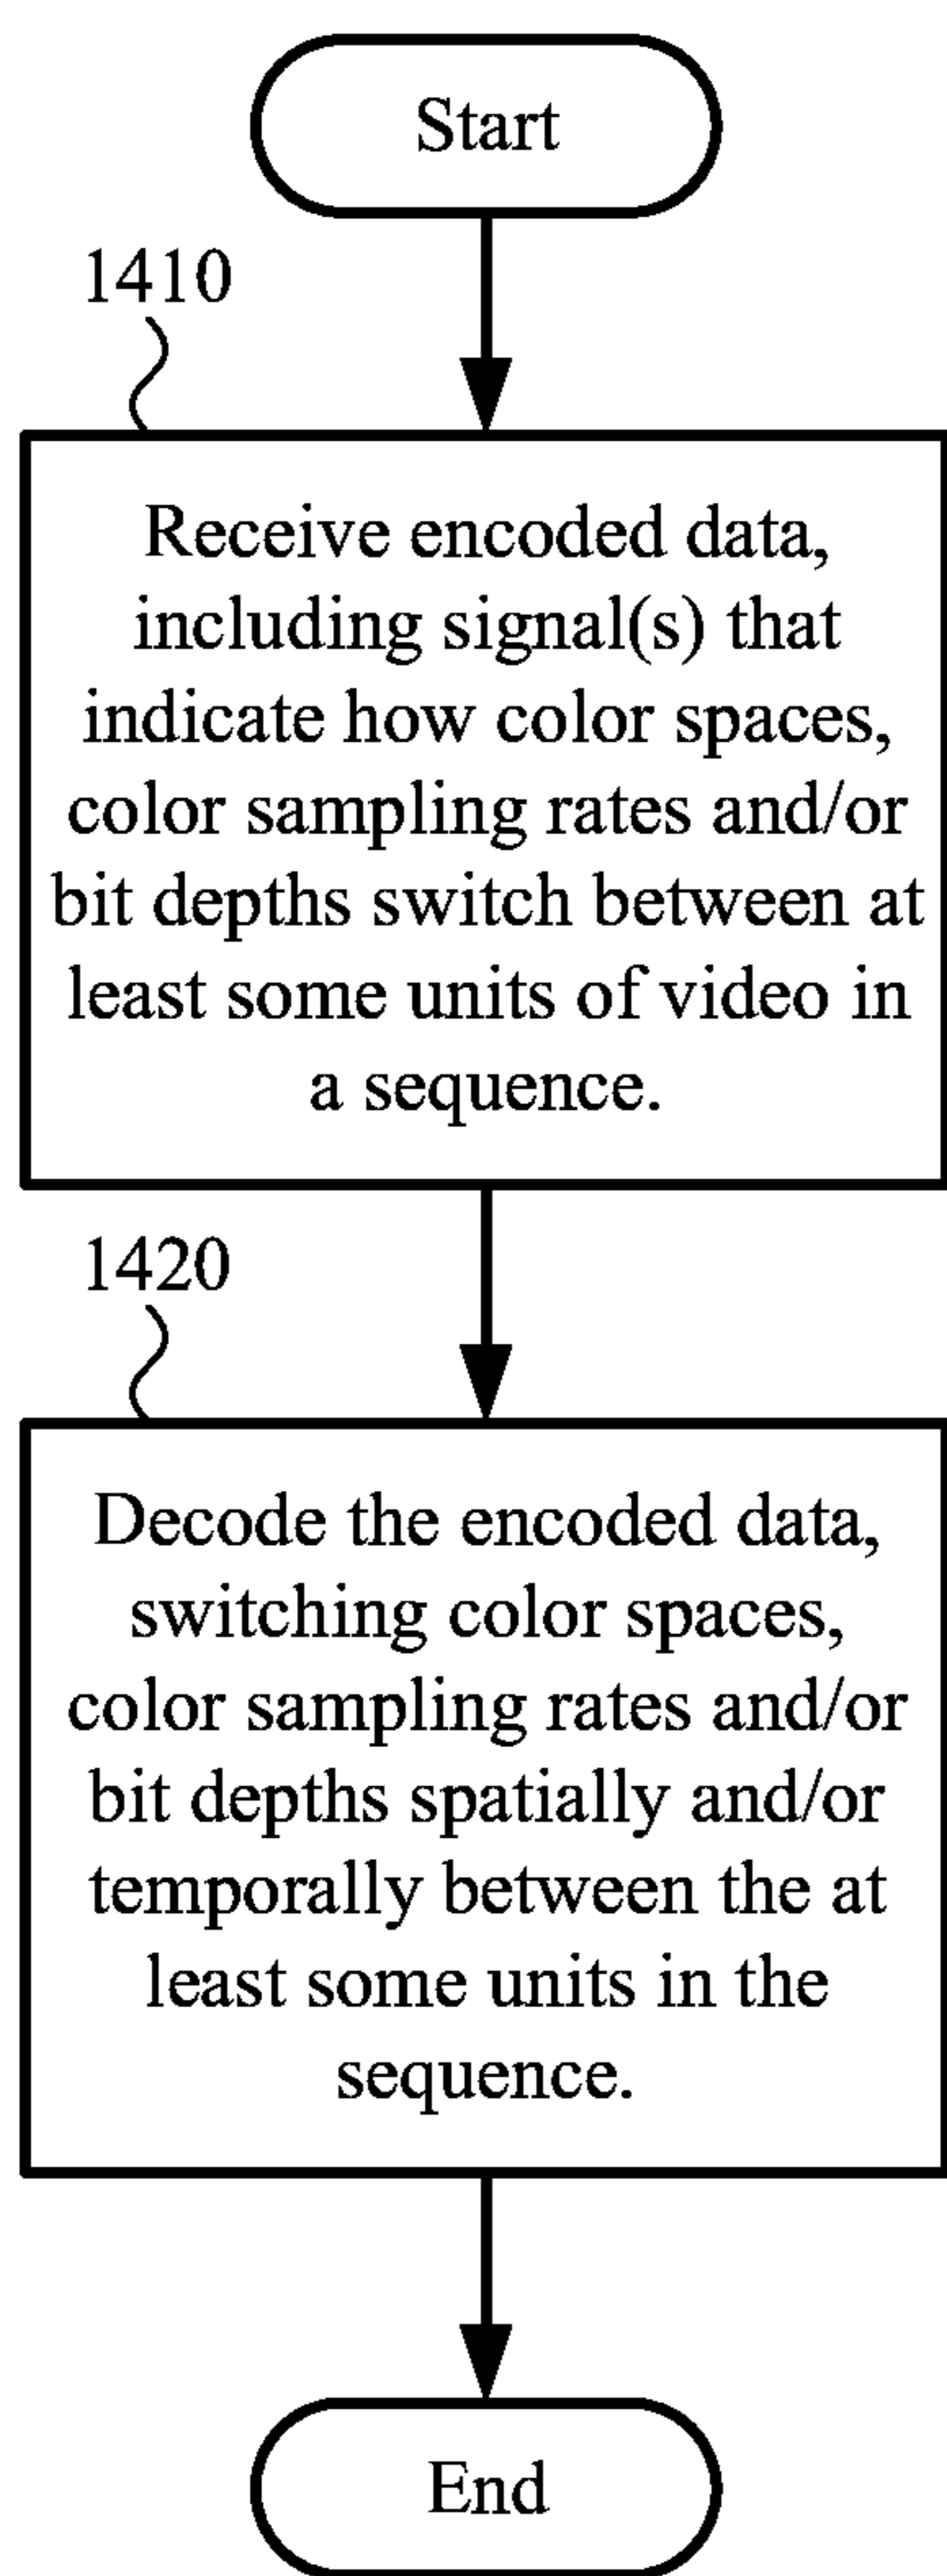 Start
1410
Receive encoded data,
including signal(s) that
indicate how color spaces,
color sampling rates and/or
bit depths switch between at
least some units of video in
a sequence.
1420
Decode the encoded data,
switching color spaces,
color sampling rates and/or
bit depths spatially and/or
temporally between the at
least some units in the
sequence.
End